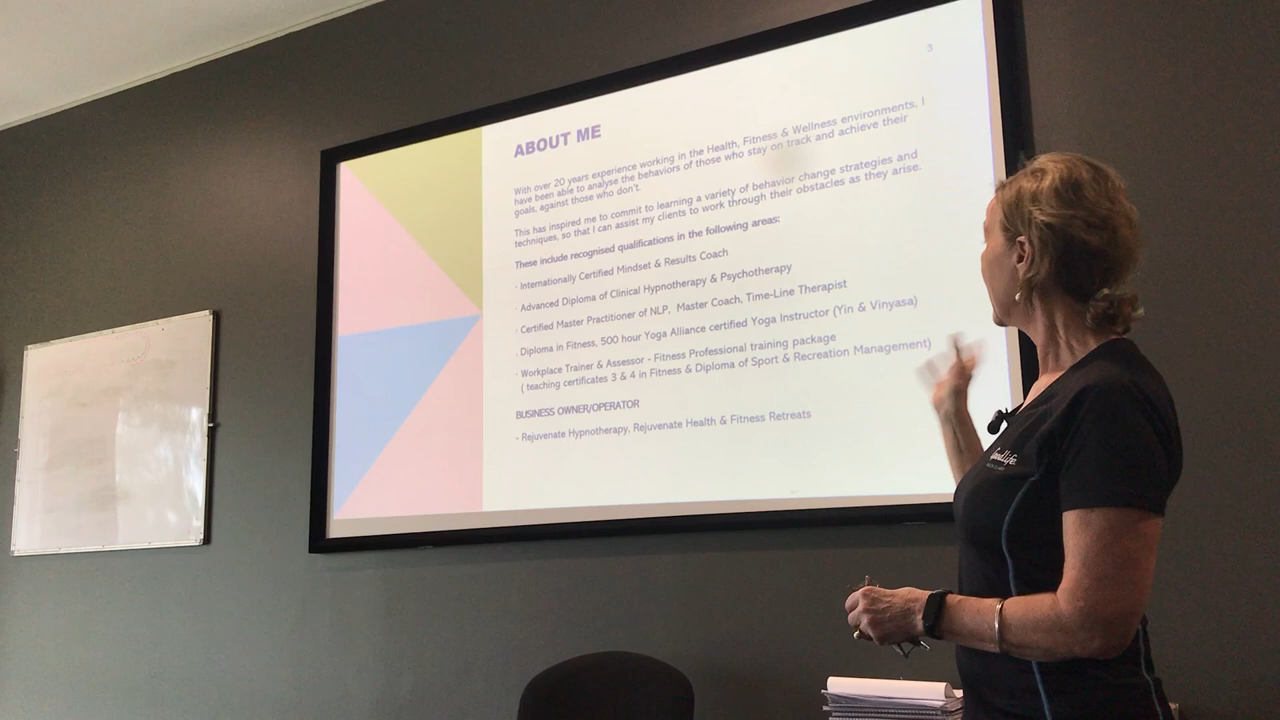 3
ABOUT ME
With over 20 years experience working in the Health, Fitness & Wellness environments, I
have been able to analyse the behaviors of those who stay on track and achieve their
goals, against those who don't.
This has inspired me to commit to learning a variety of behavior change strategies and
techniques, so that I can assist my clients to work through their obstacles as they arise.
These include recognised qualifications in the following areas:
· Internationally Certified Mindset & Results Coach
· Advanced Diploma of Clinical Hypnotherapy & Psychotherapy
· Certified Master Practitioner of NLP, Master Coach, Time-Line Therapist
· Diploma in Fitness, 500 hour Yoga Alliance certified Yoga Instructor (Yin & Vinyasa)
· Workplace Trainer & Assessor - Fitness Professional training package
( teaching certificates 3 & 4 in Fitness & Diploma of Sport & Recreation Management)
BUSINESS OWNER/OPERATOR
- Rejuvenate Hypnotherapy, Rejuvenate Health & Fitness Retreats